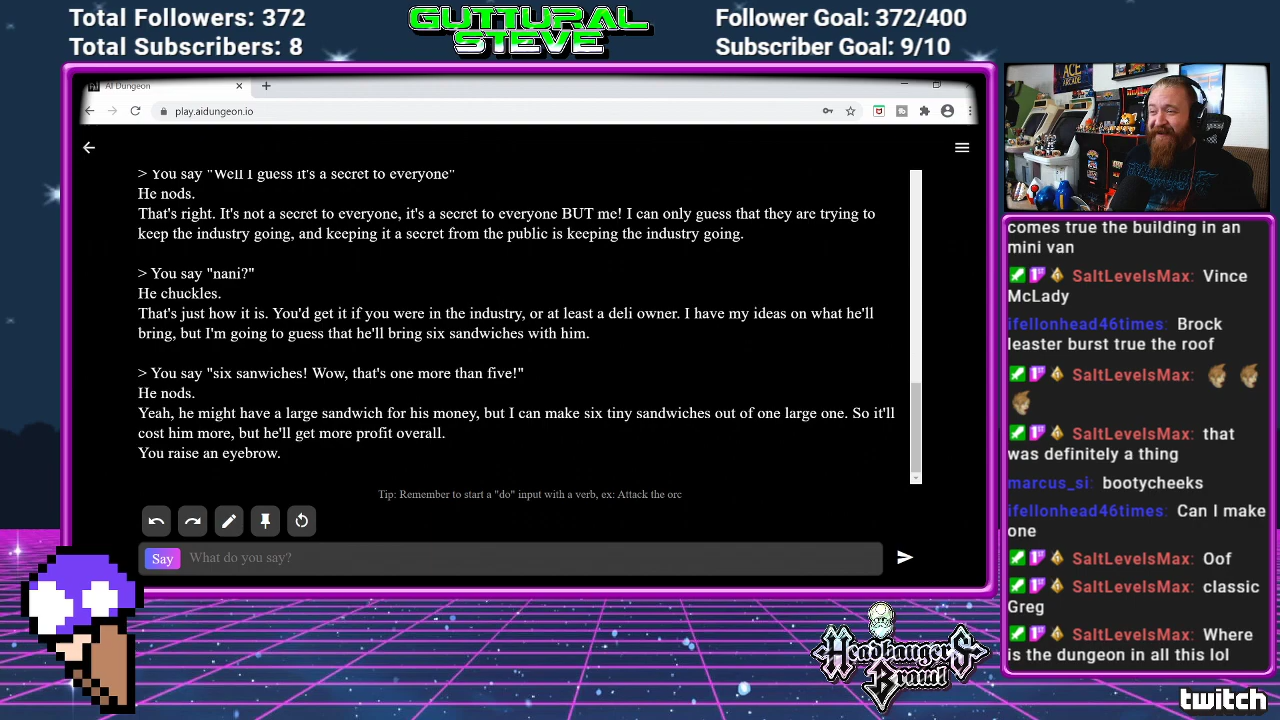 Total Followers: 372
Total Subscribers: 8
GUTTURAL
STEVE
Follower Goal: 372/400
Subscriber Goal: 9/10
AI Dungeon
play.aidungeon.io
> You say "Well I guess it's a secret to everyone"
He nods.
That's right. It's not a secret to everyone, it's a secret to everyone BUT me! I can only guess that they are trying to
keep the industry going, and keeping it a secret from the public is keeping the industry going.
> You say "nani?"
He chuckles.
That's just how it is. You'd get it if you were in the industry, or at least a deli owner. I have my ideas on what he'll
bring, but I'm going to guess that he'll bring six sandwiches with him.
> You say "six sanwiches! Wow, that's one more than five!"
He nods.
Yeah, he might have a large sandwich for his money, but I can make six tiny sandwiches out of one large one. So it'll
cost him more, but he'll get more profit overall.
You raise an eyebrow.
Tip: Remember to start a "do" input with a verb, ex: Attack the orc
Say What do you say?
ACE
ARCADE
comes true the building in an
mini van
SaltLevelsMax: Vince
McLady
ifellonhead46times: Brock
leaster burst true the roof
SaltLevelsMax:
SaltLevelsMax: that
was definitely a thing
marcus_si: bootycheeks
ifellonhead46times: Can I make
one
SaltLevelsMax: Oof
SaltLevelsMax: classic
Greg
SaltLevelsMax: Where
is the dungeon in all this lol
Headbangers
Brawl
twitch